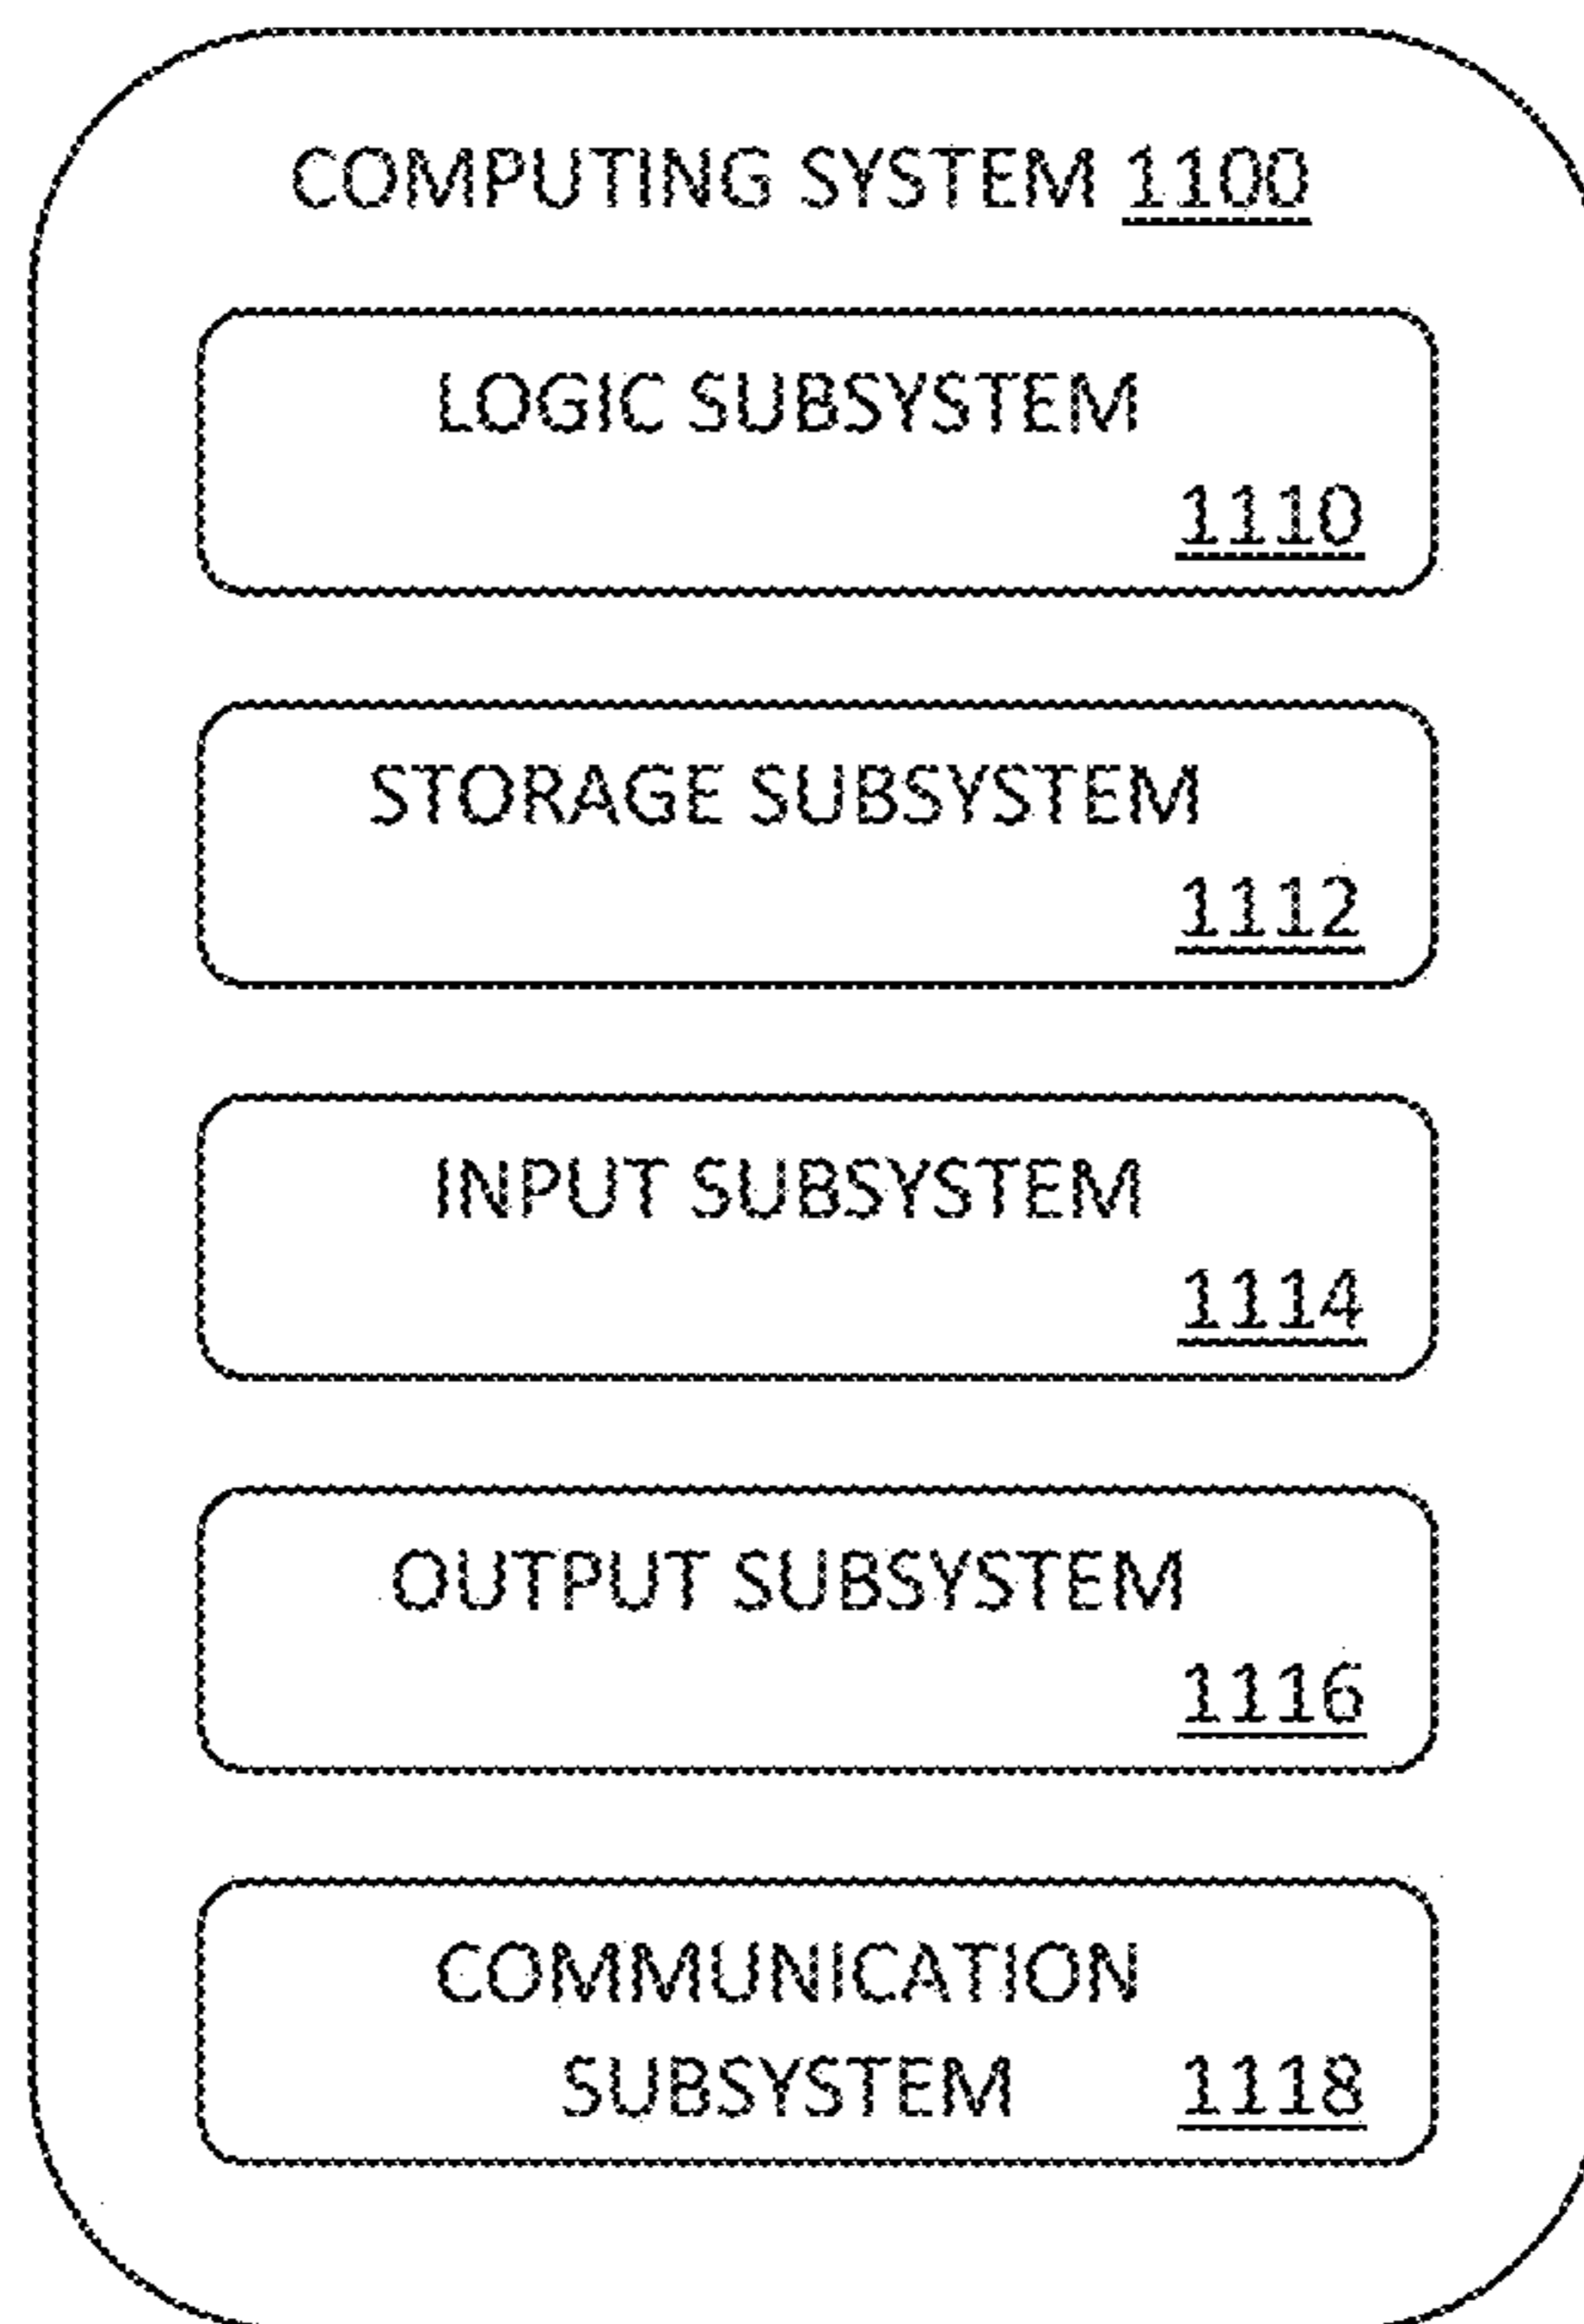 COMPUTING SYSTEM 1100
LOGIC SUBSYSTEM
1110
STORAGE SUBSYSTEM
1112
INPUT SUBSYSTEM
1114
OUTPUT SUBSYSTEM
1116
COMMUNICATION
SUBSYSTEM 1118